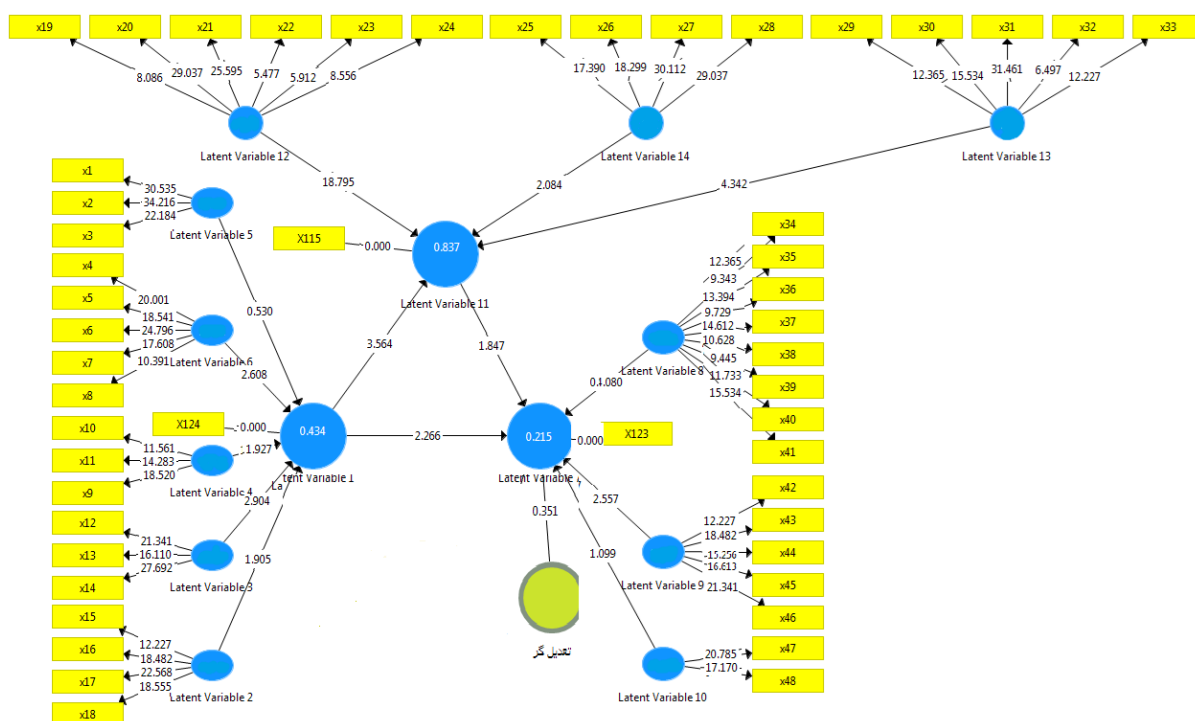 x19
x20
x21
x22
x23
x24
x25
x26
x27
x28
x29
x30
x31
x32
x33
8.086
29.037
25.595
5.477
5.912
8.556
17.390
18.299
30.112
29.037
12.365
15.534
31.461
6.497
12.227
Latent Variable 12
Latent Variable 14
Latent Variable 13
18.795
2.084
4.342
x1
x2
x3
30.535
34.216
22.184
Latent Variable 5
X115
0.000
0.837
Latent Variable 11
x4
x5
x6
x7
x8
20.001
18.541
24.796
17.608
10.391
Latent Variable 6
0.530
2.608
3.564
1.847
x34
x35
x36
x37
x38
x39
x40
x41
12.365
9.343
13.394
9.729
14.612
10.628
9.445
11.733
15.534
Latent Variable 8
0.4.080
X124
0.000
0.434
Latent Variable 1
2.266
0.215
0.000
X123
Latent Variable
x10
x11
x9
11.561
14.283
18.520
Latent Variable 4
1.927
x12
x13
x14
21.341
16.110
27.692
Latent Variable 3
2.904
x15
x16
x17
x18
12.227
18.482
22.568
18.555
Latent Variable 2
1.905
0.351
تعدیل گر
1.099
2.557
x42
x43
x44
x45
x46
12.227
18.482
15.256
16.613
21.341
Latent Variable 9
x47
x48
20.785
17.170
Latent Variable 10